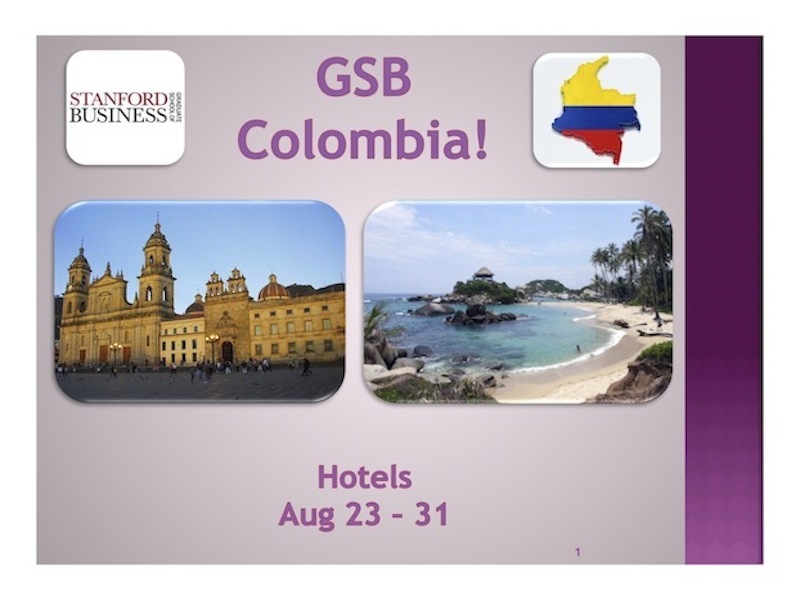 STANFORD
BUSINESS
GRADUATE
SCHOOL OF
GSB
Colombia!
Hotels
Aug 23 – 31
1